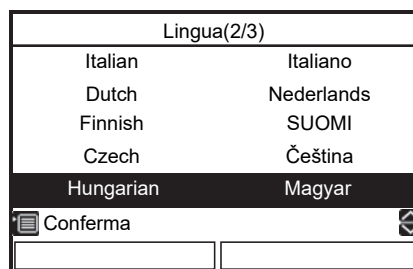 Lingua(2/3)
Italian Italiano
Dutch Nederlands
Finnish SUOMI
Czech Čeština
Hungarian Magyar
Conferma